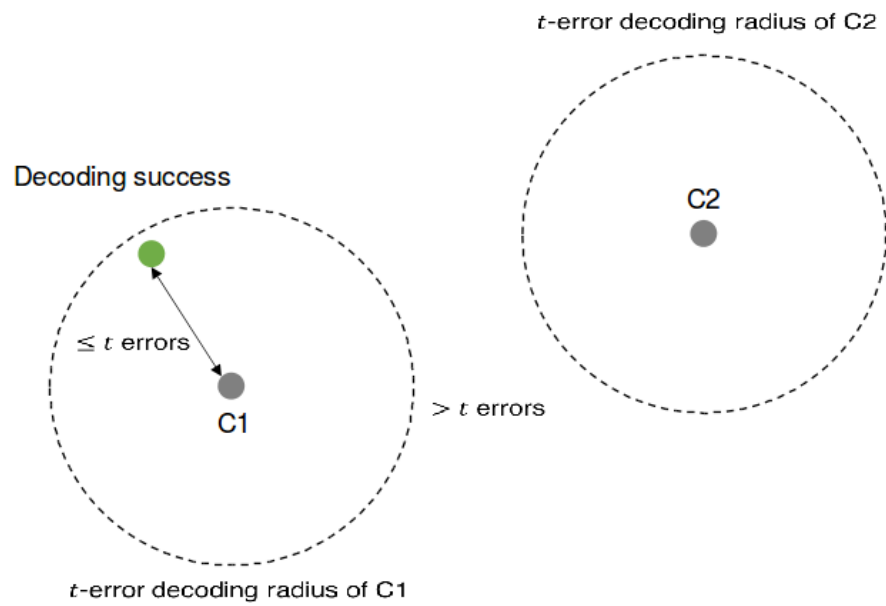 t-error decoding radius of C2
Decoding success
C2
≤ t errors
> t errors
C1
t-error decoding radius of C1